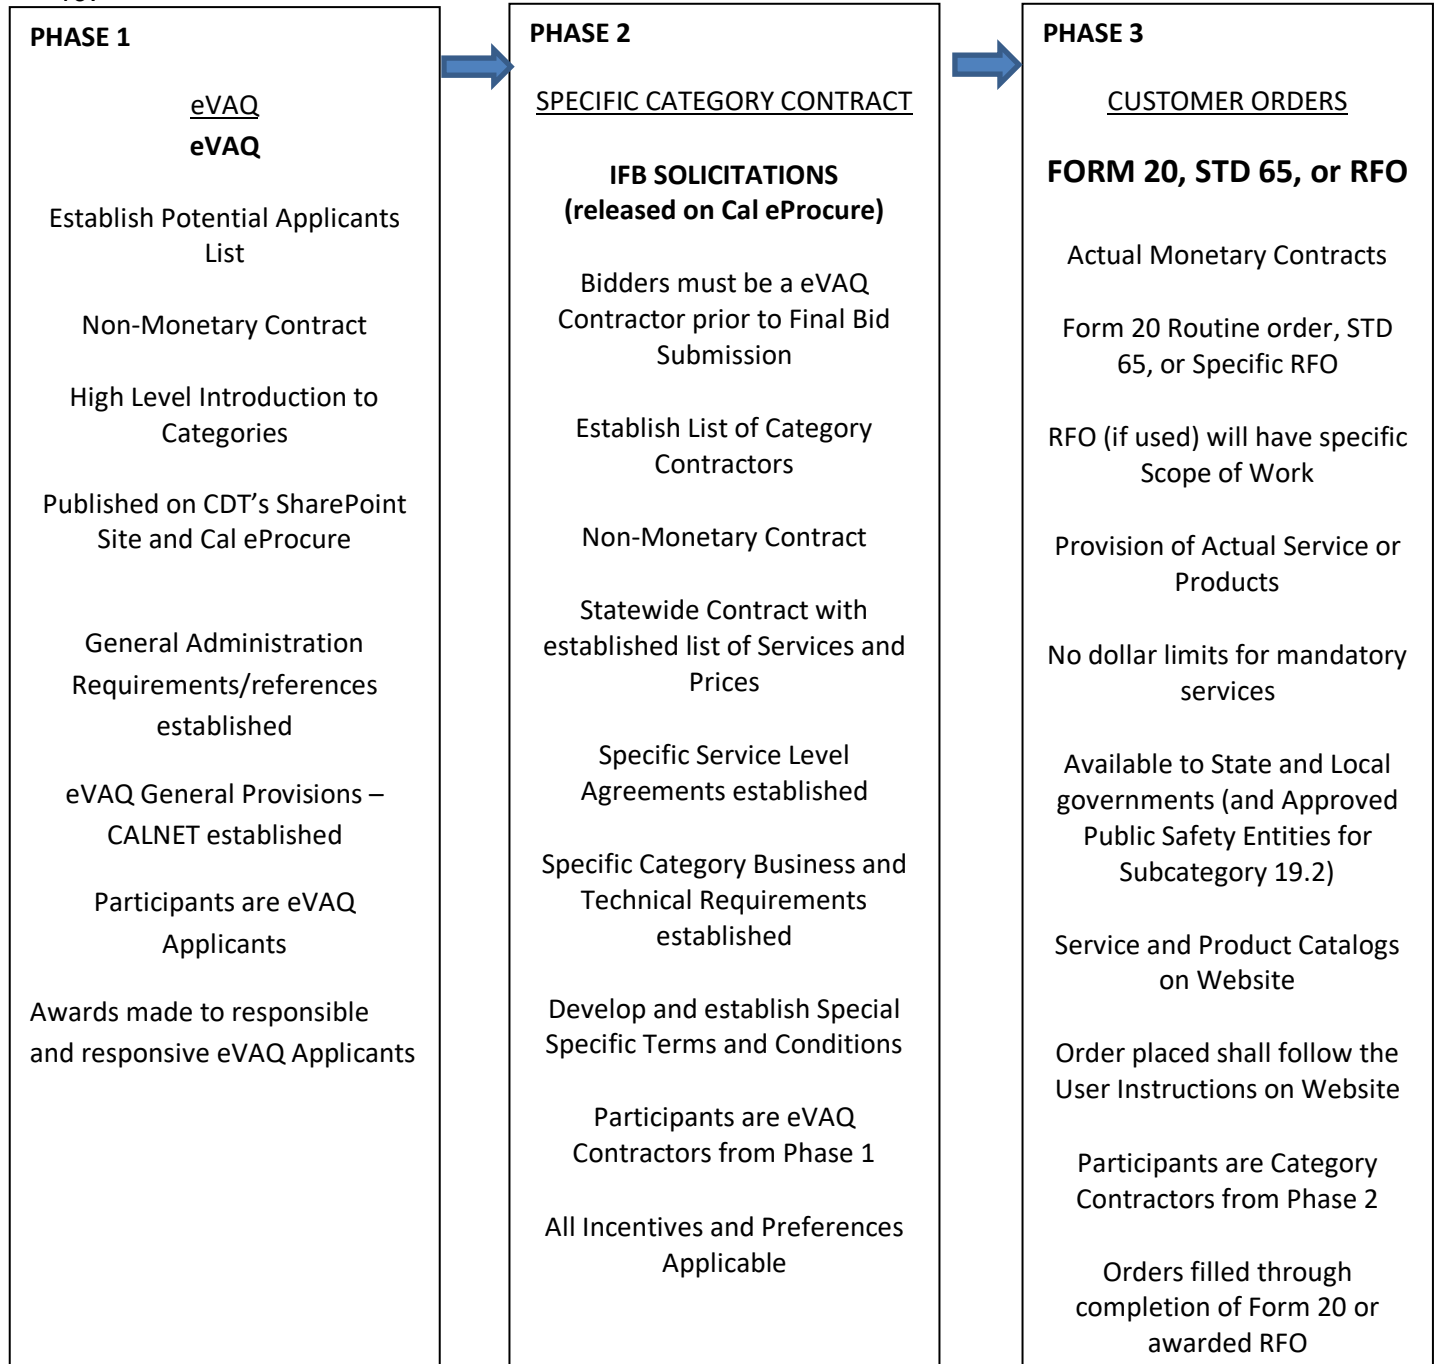 PHASE 1
eVAQ
eVAQ
Establish Potential Applicants
List
Non-Monetary Contract
High Level Introduction to
Categories
Published on CDT’s SharePoint
Site and Cal eProcure
General Administration
Requirements/references
established
eVAQ General Provisions –
CALNET established
Participants are eVAQ
Applicants
Awards made to responsible
and responsive eVAQ Applicants
PHASE 2
SPECIFIC CATEGORY CONTRACT
IFB SOLICITATIONS
(released on Cal eProcure)
Bidders must be a eVAQ
Contractor prior to Final Bid
Submission
Establish List of Category
Contractors
Non-Monetary Contract
Statewide Contract with
established list of Services and
Prices
Specific Service Level
Agreements established
Specific Category Business and
Technical Requirements
established
Develop and establish Special
Specific Terms and Conditions
Participants are eVAQ
Contractors from Phase 1
All Incentives and Preferences
Applicable
PHASE 3
CUSTOMER ORDERS
FORM 20, STD 65, or RFO
Actual Monetary Contracts
Form 20 Routine order, STD
65, or Specific RFO
RFO (if used) will have specific
Scope of Work
Provision of Actual Service or
Products
No dollar limits for mandatory
services
Available to State and Local
governments (and Approved
Public Safety Entities for
Subcategory 19.2)
Service and Product Catalogs
on Website
Order placed shall follow the
User Instructions on Website
Participants are Category
Contractors from Phase 2
Orders filled through
completion of Form 20 or
awarded RFO